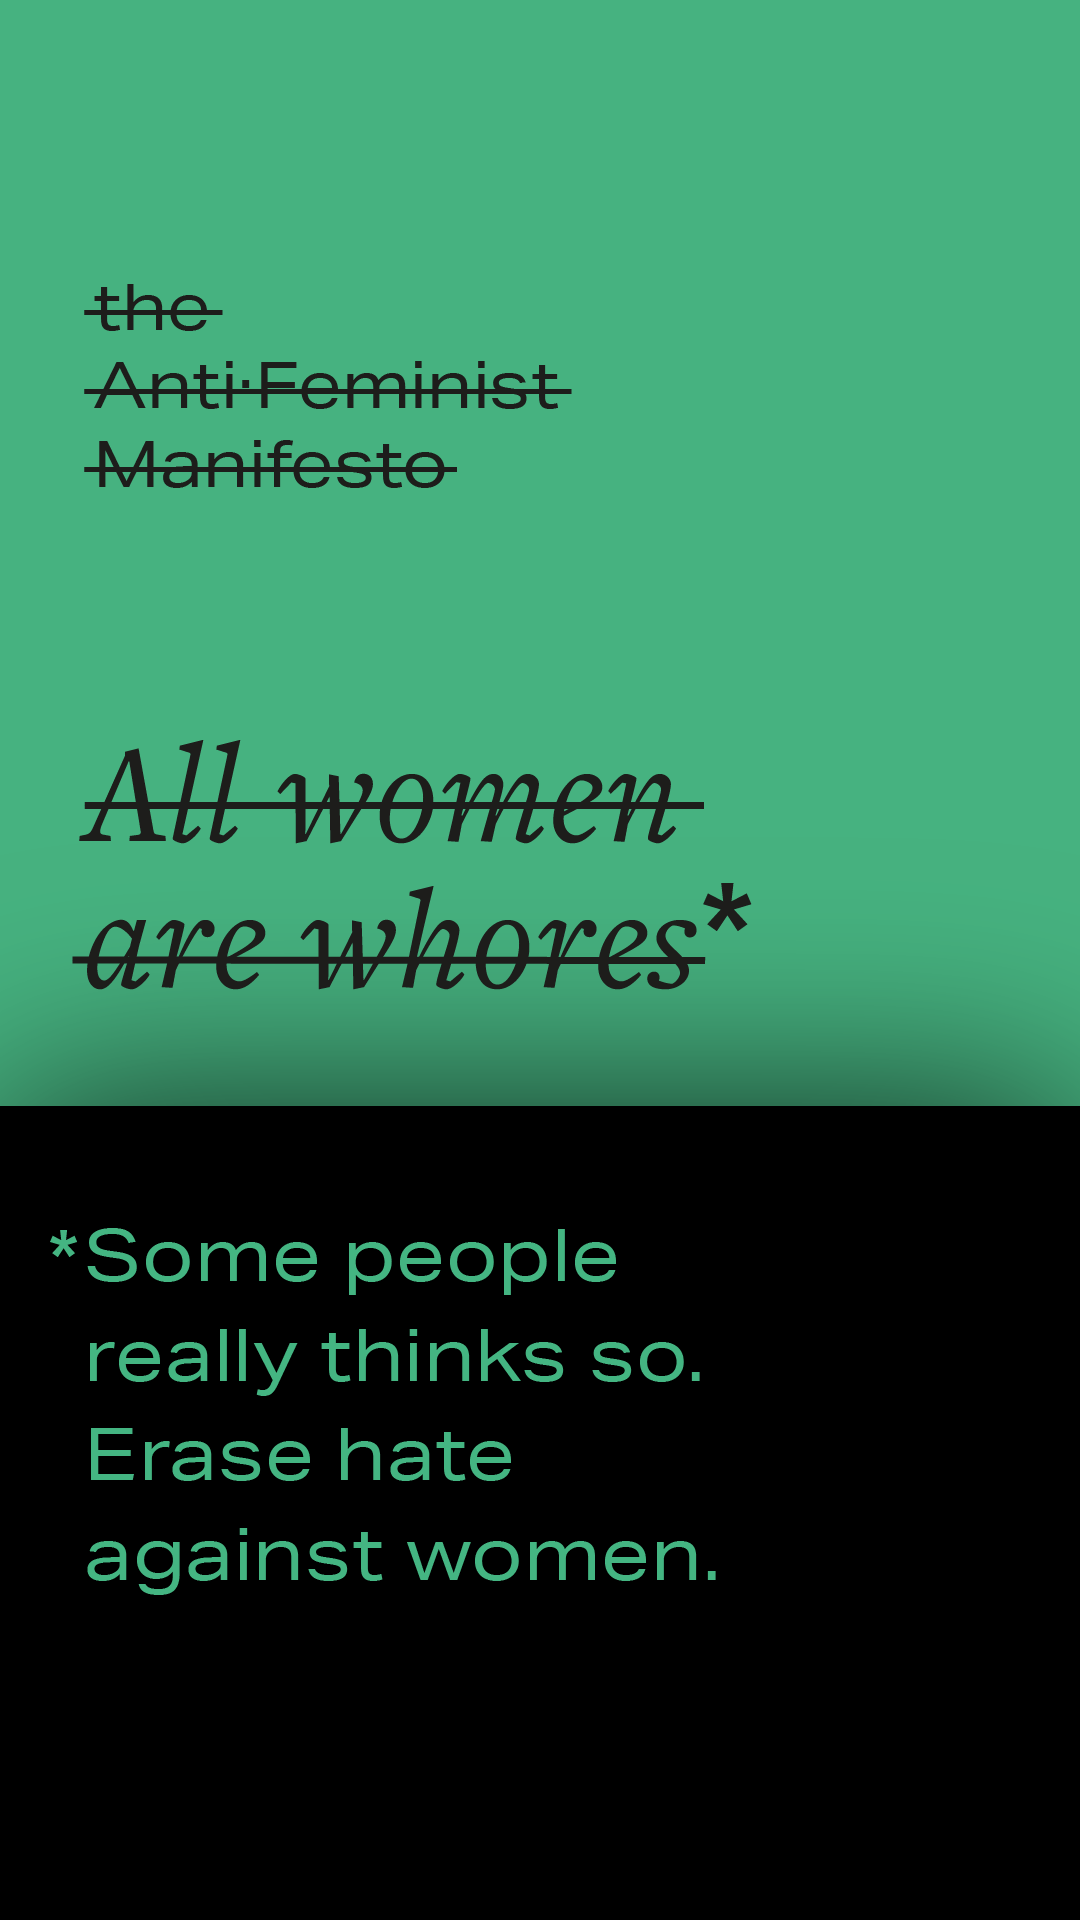 the
Anti·Feminist
Manifesto
All women
are whores*
*Some people
really thinks so.
Erase hate
against women.